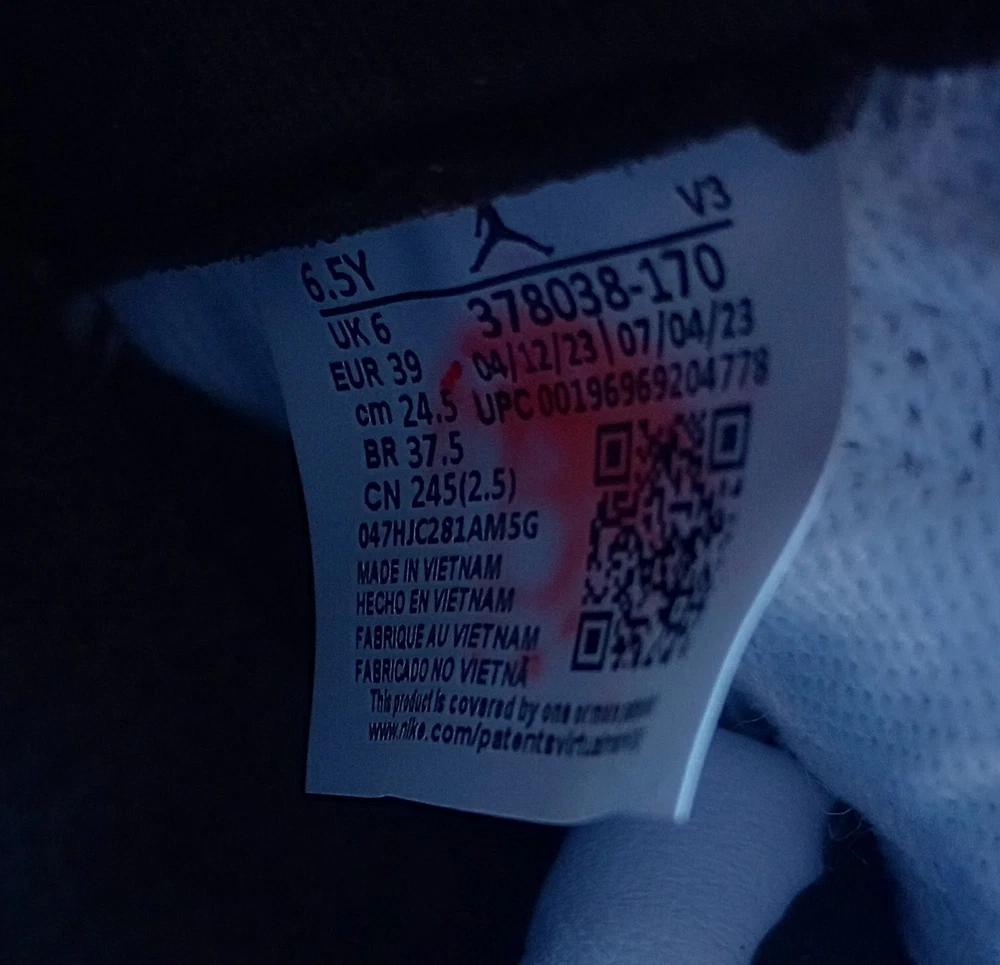 6.5Y V3
UK 6 378038-170
EUR 39 04/12/23 | 07/04/23
cm 24.5 UPC 00196969204778
BR 37.5
CN 245(2.5)
047HJC281AM5G
MADE IN VIETNAM
HECHO EN VIETNAM
FABRIQUE AU VIETNAM
FABRICADO NO VIETNÃ
This product is covered by one or more
www.nike.com/patents